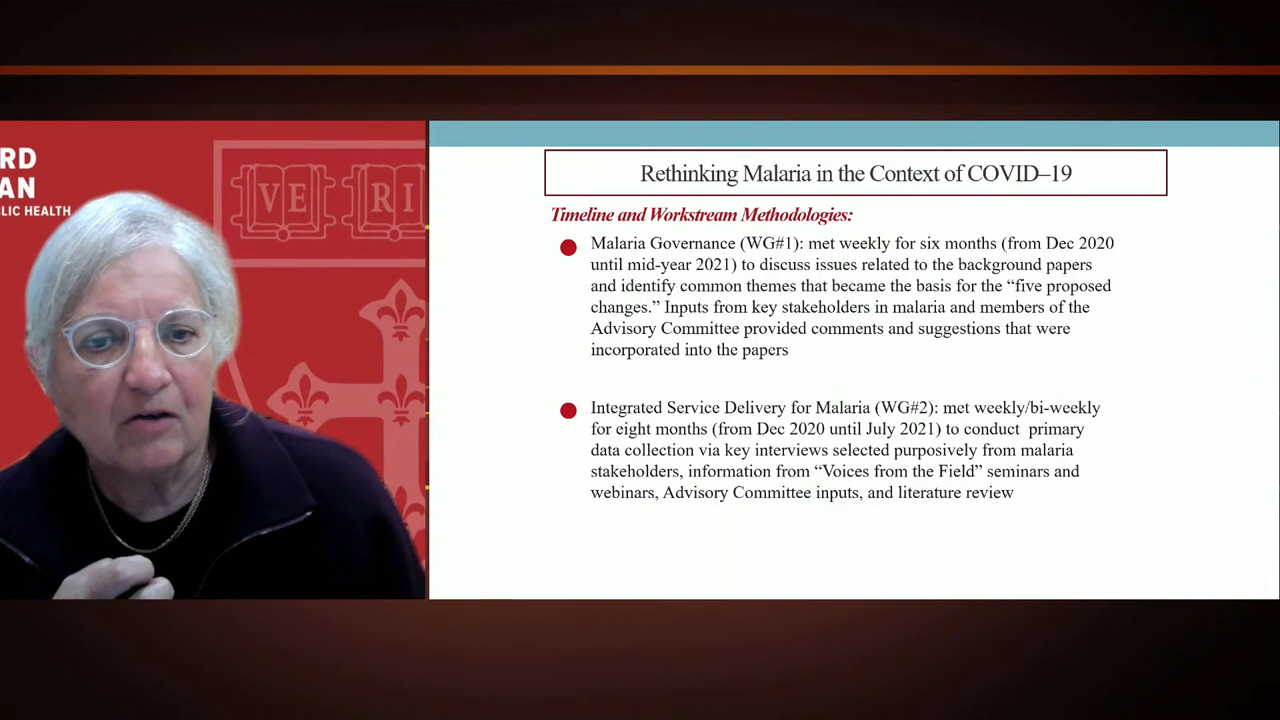 RD
AN
LIC HEALTH
VE
RI
Rethinking Malaria in the Context of COVID–19
Timeline and Workstream Methodologies:
Malaria Governance (WG#1): met weekly for six months (from Dec 2020
until mid-year 2021) to discuss issues related to the background papers
and identify common themes that became the basis for the “five proposed
changes.” Inputs from key stakeholders in malaria and members of the
Advisory Committee provided comments and suggestions that were
incorporated into the papers
Integrated Service Delivery for Malaria (WG#2): met weekly/bi-weekly
for eight months (from Dec 2020 until July 2021) to conduct  primary
data collection via key interviews selected purposively from malaria
stakeholders, information from “Voices from the Field” seminars and
webinars, Advisory Committee inputs, and literature review